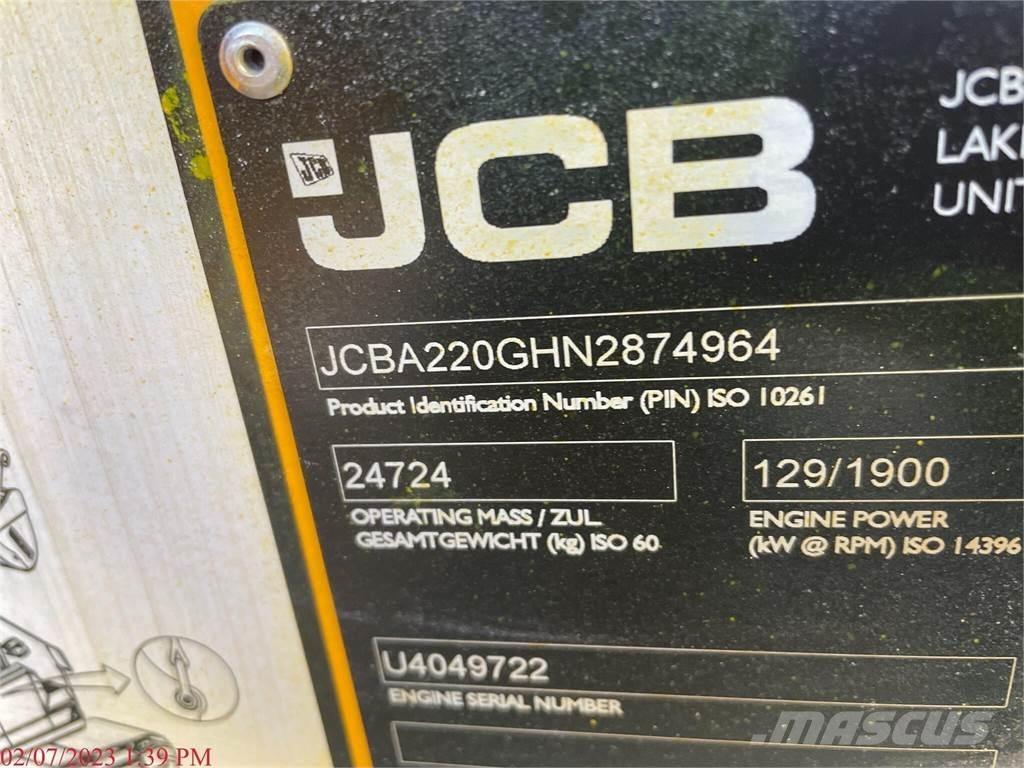 JCB
JCB
JCB
LAK
UNIT
JCBA220GHN2874964
Product Identification Number (PIN) ISO 10261
24724
129/1900
OPERATING MASS / ZUL.
GESAMTGEWICHT (kg) ISO 60
ENGINE POWER
(kW @ RPM) ISO 14396
U4049722
ENGINE SERIAL NUMBER
02/07/2023 1:39 PM
MASCUS